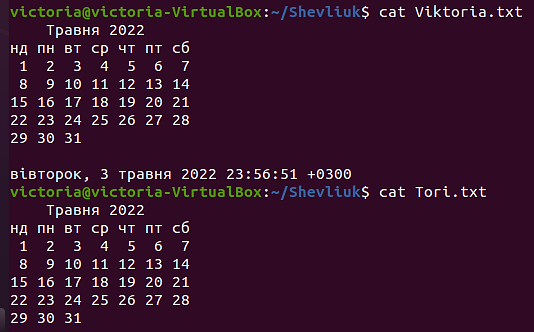 victoria@victoria-VirtualBox:~/Shevliuk$ cat Viktoria.txt
Травня 2022
нд пн вт ср чт пт сб
1 2 3 4 5 6 7
8 9 10 11 12 13 14
15 16 17 18 19 20 21
22 23 24 25 26 27 28
29 30 31
вівторок, 3 травня 2022 23:56:51 +0300
victoria@victoria-VirtualBox:~/Shevliuk$ cat Tori.txt
Травня 2022
нд пн вт ср чт пт сб
1 2 3 4 5 6 7
8 9 10 11 12 13 14
15 16 17 18 19 20 21
22 23 24 25 26 27 28
29 30 31